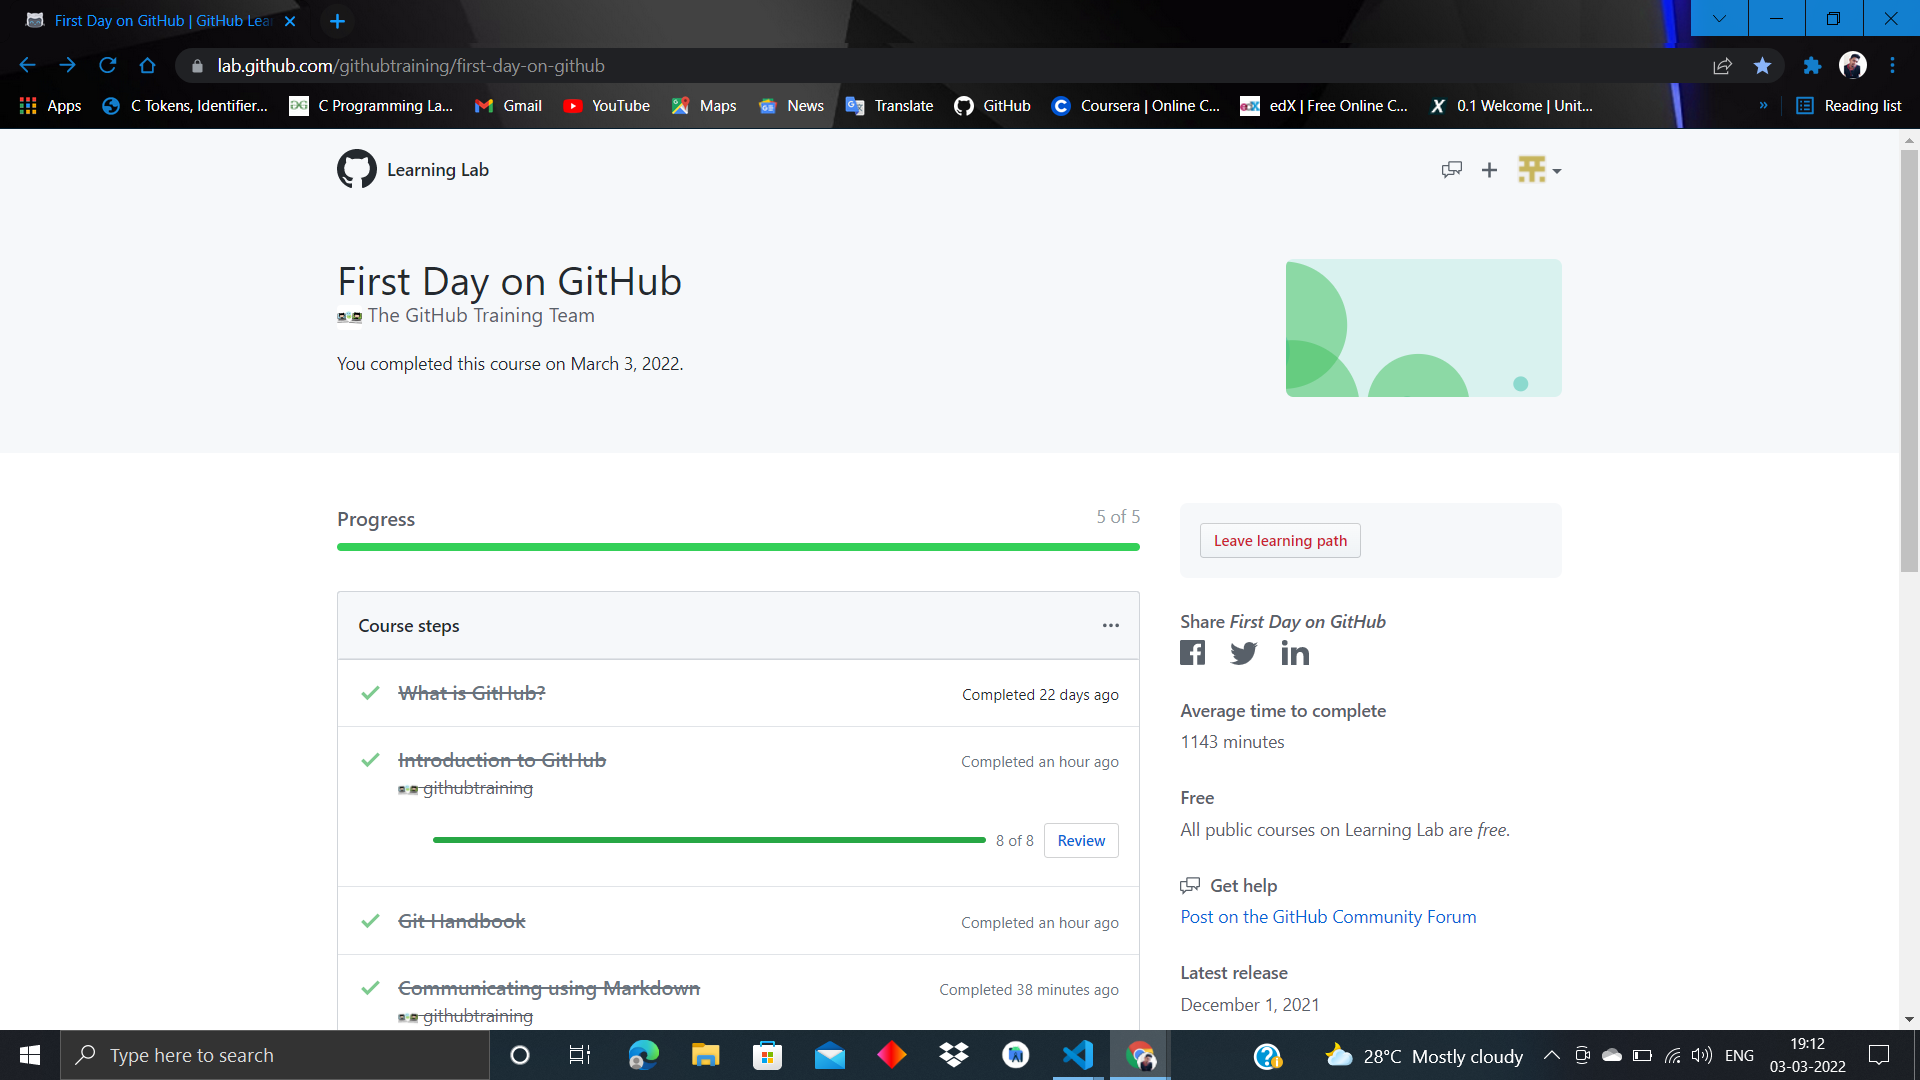 First Day on GitHub | GitHub Lea
lab.github.com/githubtraining/first-day-on-github
Apps C Tokens, Identifier... C Programming La... Gmail YouTube Maps News Translate GitHub Coursera | Online C... edX | Free Online C... 0.1 Welcome | Unit... » Reading list
Learning Lab
First Day on GitHub
The GitHub Training Team
You completed this course on March 3, 2022.
Progress 5 of 5
Leave learning path
Course steps
Share First Day on GitHub
What is GitHub? Completed 22 days ago
Average time to complete
1143 minutes
Introduction to GitHub Completed an hour ago
githubtraining
8 of 8 Review
Free
All public courses on Learning Lab are free.
Get help
Post on the GitHub Community Forum
Git Handbook Completed an hour ago
Latest release
December 1, 2021
Communicating using Markdown Completed 38 minutes ago
githubtraining
Type here to search
28°C Mostly cloudy
ENG
19:12
03-03-2022